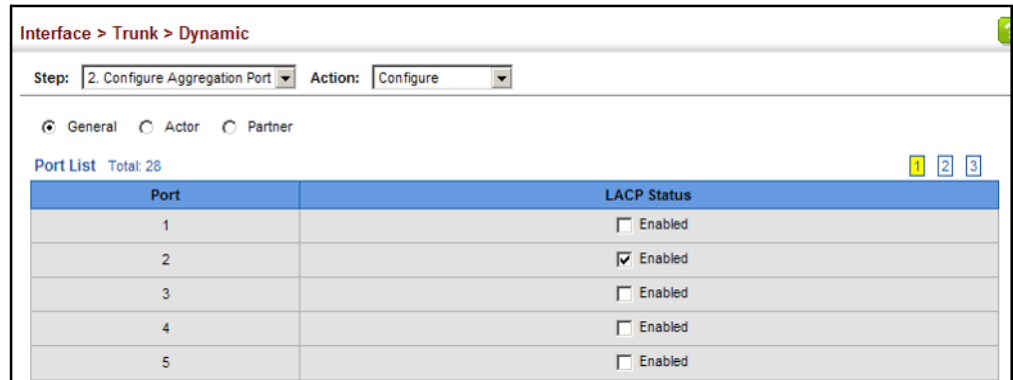 Interface > Trunk > Dynamic
?
Step: 2. Configure Aggregation Port Action: Configure
General Actor Partner
Port List Total: 28 1 2 3
Port LACP Status
1 Enabled
2 Enabled
3 Enabled
4 Enabled
5 Enabled